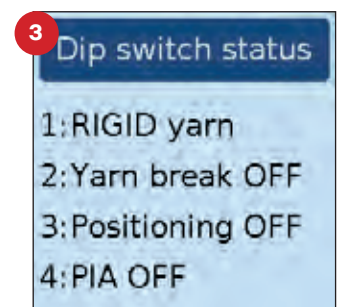 3
Dip switch status
1:RIGID yarn
2:Yarn break OFF
3:Positioning OFF
4:PIA OFF